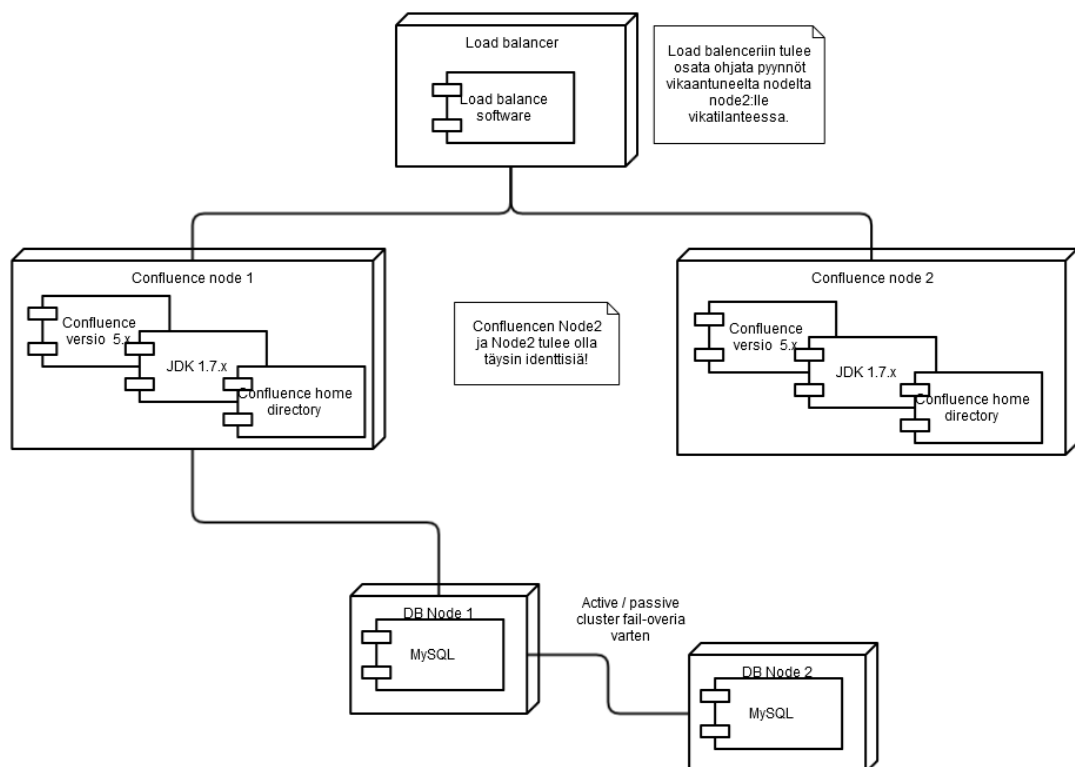 Load balancer
Load balance
software
Load balenceriin tulee
osata ohjata pyynnöt
vikaantuneelta nodelta
node2:lle
vikatilanteessa.
Confluence node 1
Confluence
versio 5.x
JDK 1.7.x
Confluence home
directory
Confluencen Node2
ja Node2 tulee olla
täysin identtisiä!
Confluence node 2
Confluence
versio 5.x
JDK 1.7.x
Confluence home
directory
DB Node 1
MySQL
Active / passive
cluster fail-overia
varten
DB Node 2
MySQL